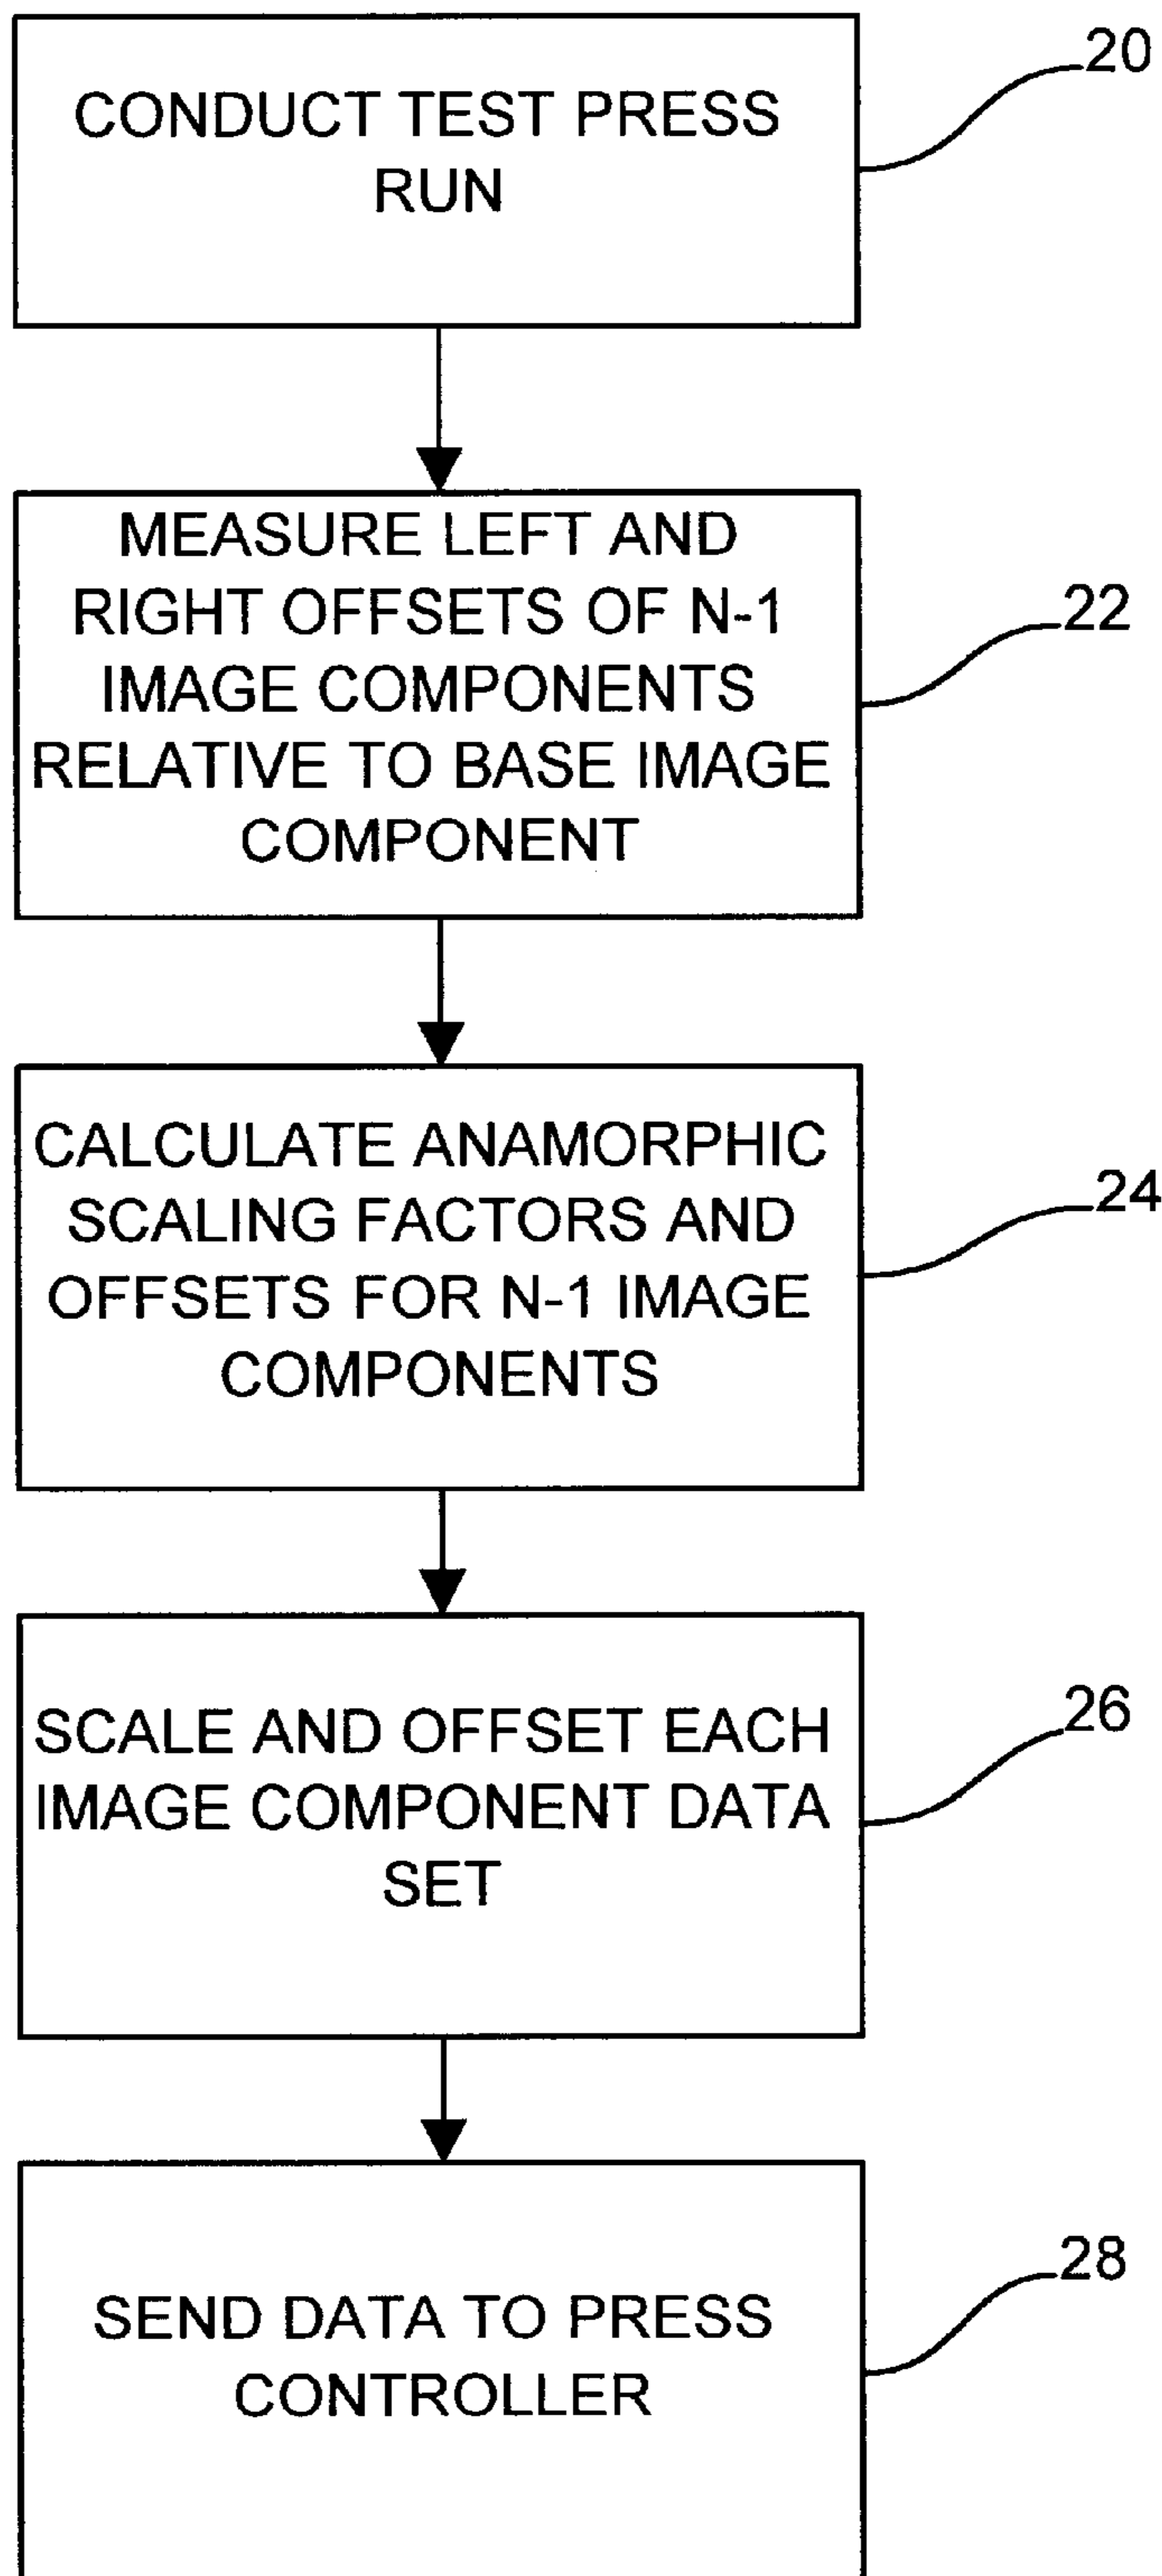 CONDUCT TEST PRESS
RUN
20
MEASURE LEFT AND
RIGHT OFFSETS OF N-1
IMAGE COMPONENTS
RELATIVE TO BASE IMAGE
COMPONENT
22
CALCULATE ANAMORPHIC
SCALING FACTORS AND
OFFSETS FOR N-1 IMAGE
COMPONENTS
24
SCALE AND OFFSET EACH
IMAGE COMPONENT DATA
SET
26
SEND DATA TO PRESS
CONTROLLER
28